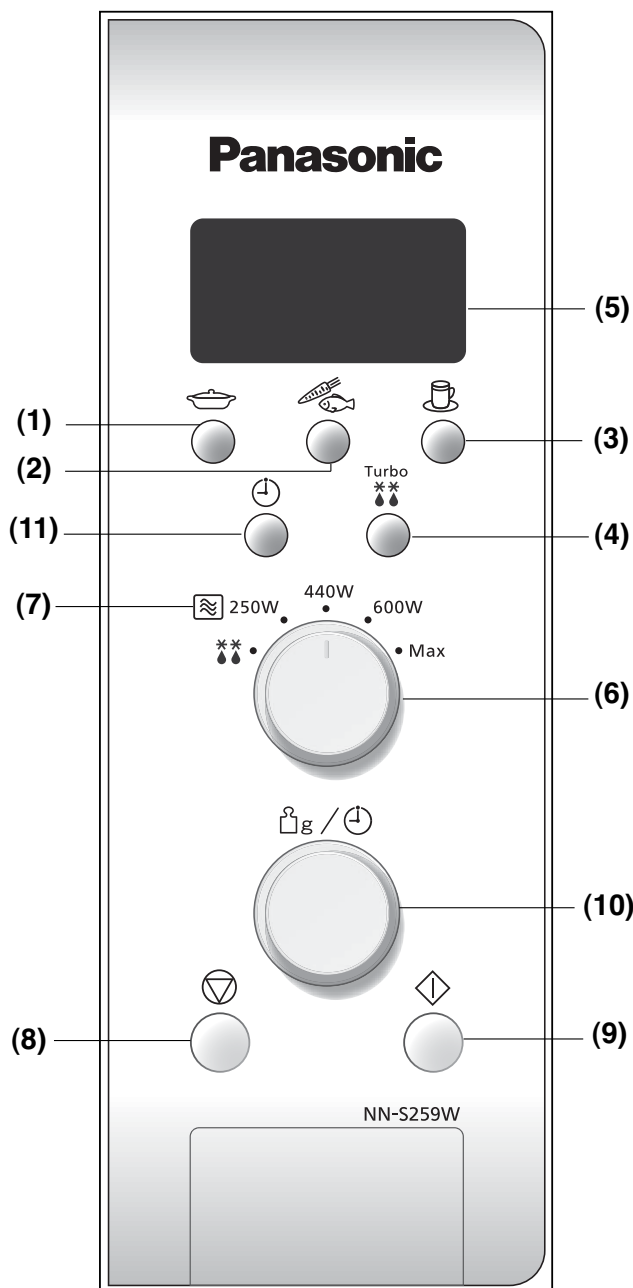 Panasonic
(5)
(1)
(2)
(3)
Turbo
(11)
(4)
(7)
250W
440W
600W
Max
(6)
g /
(10)
(8)
(9)
NN-S259W